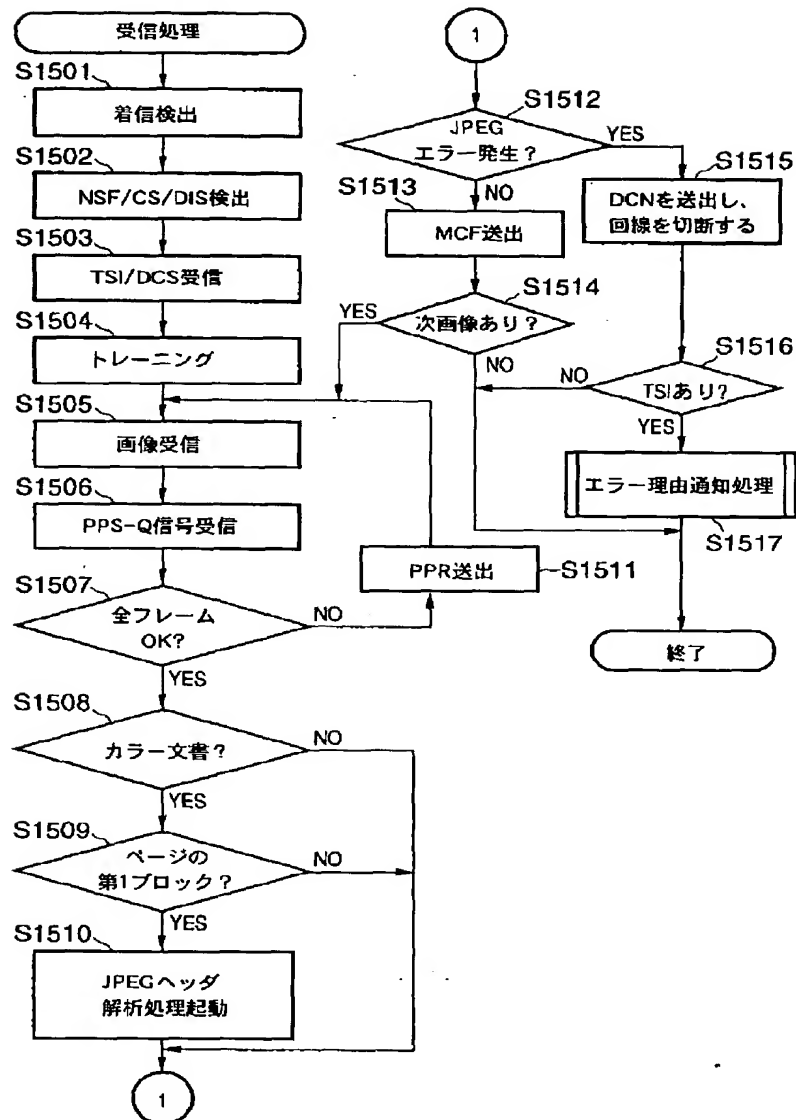 受信処理
S1501
着信検出
S1502
NSF/CS/DIS検出
S1503
TSI/DCS受信
S1504
トレーニング
S1505
画像受信
S1506
PPS-Q信号受信
S1507
全フレーム
OK?
NO
YES
S1508
カラー文書?
NO
YES
S1509
ページの
第1ブロック?
NO
YES
S1510
JPEGヘッダ
解析処理起動
1
1
S1512
JPEG
エラー発生?
YES
NO
S1513
MCF送出
S1514
次画像あり?
YES
NO
PPR送出
S1511
S1515
DCNを送出し、
回線を切断する
S1516
TSIあり?
NO
YES
エラー理由通知処理
S1517
終了